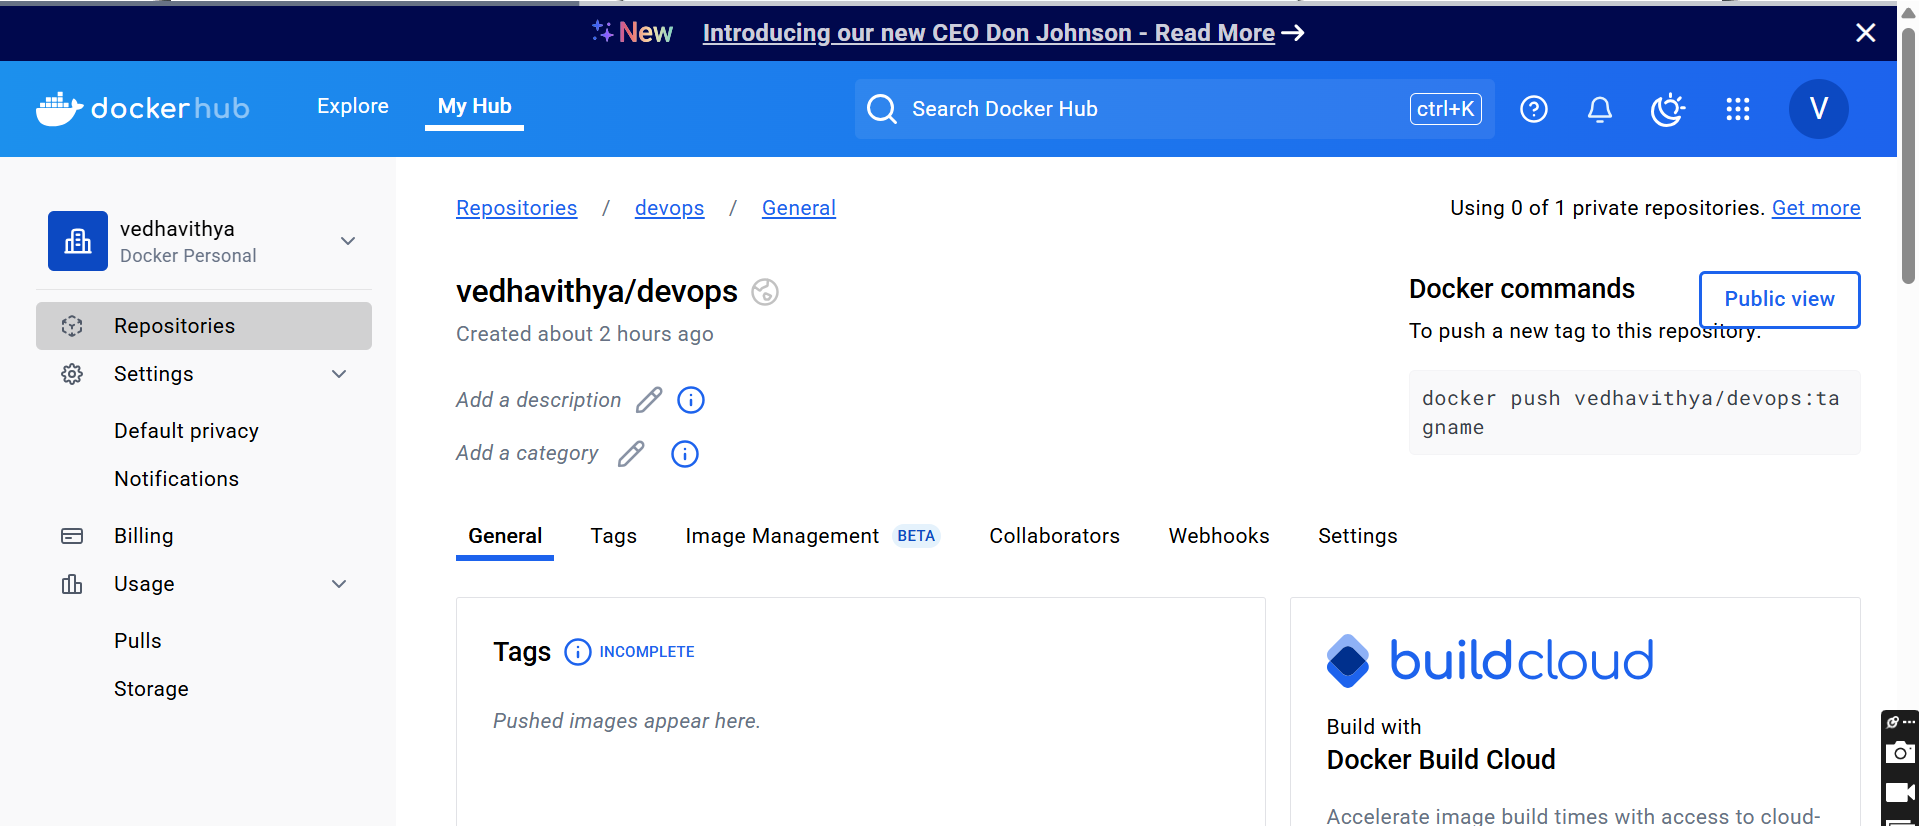 New Introducing our new CEO Don Johnson - Read More
dockerhub Explore My Hub Search Docker Hub ctrl+K V
vedhavithya
Docker Personal
Repositories
Settings
Default privacy
Notifications
Billing
Usage
Pulls
Storage
Repositories / devops / General
Using 0 of 1 private repositories. Get more
vedhavithya/devops
Created about 2 hours ago
Add a description
Add a category
Docker commands
Public view
To push a new tag to this repository:
docker push vedhavithya/devops:ta
gname
General Tags Image Management BETA Collaborators Webhooks Settings
Tags INCOMPLETE
Pushed images appear here.
buildcloud
Build with
Docker Build Cloud
Accelerate image build times with access to cloud-